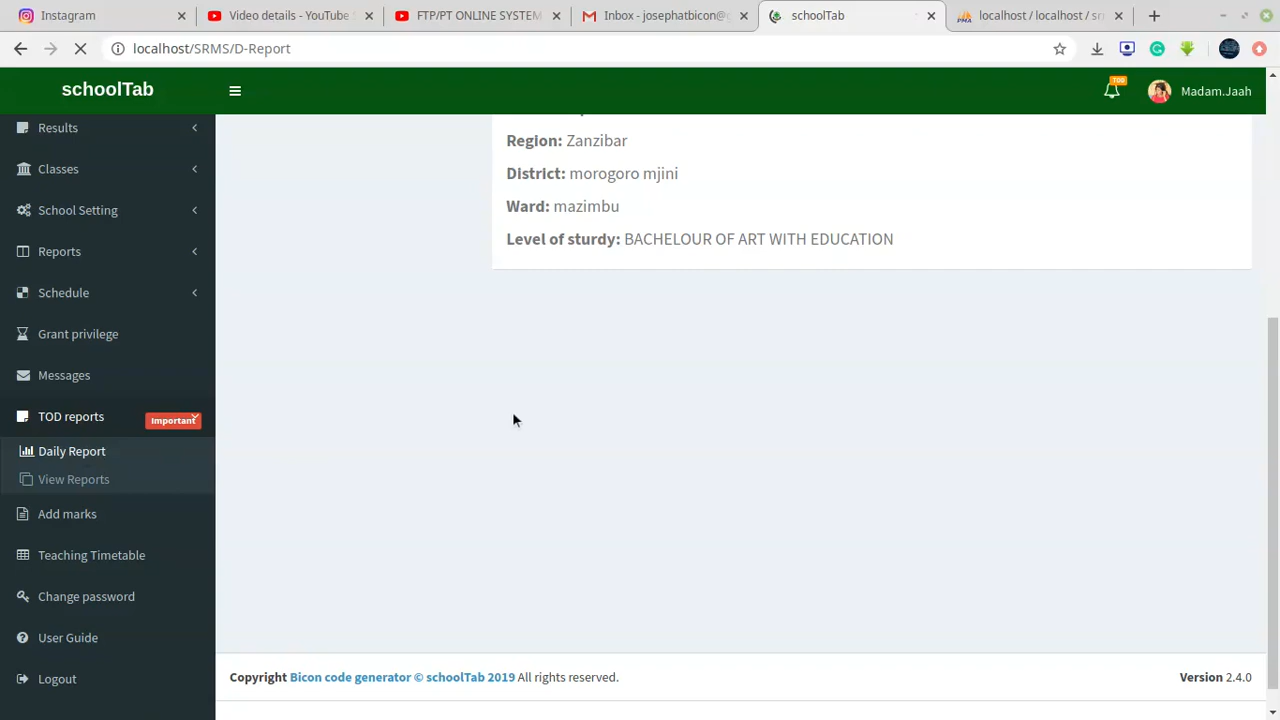 Instagram
Video details - YouTube S
FTP/PT ONLINE SYSTEM
Inbox - josephatbicon@g
schoolTab
localhost / localhost / srm
localhost/SRMS/D-Report
schoolTab
TOD
Madam.Jaah
Results
Region: Zanzibar
Classes
District: morogoro mjini
School Setting
Ward: mazimbu
Level of sturdy: BACHELOUR OF ART WITH EDUCATION
Reports
Schedule
Grant privilege
Messages
TOD reports
Important
Daily Report
View Reports
Add marks
Teaching Timetable
Change password
User Guide
Logout
Copyright Bicon code generator © schoolTab 2019 All rights reserved.
Version 2.4.0